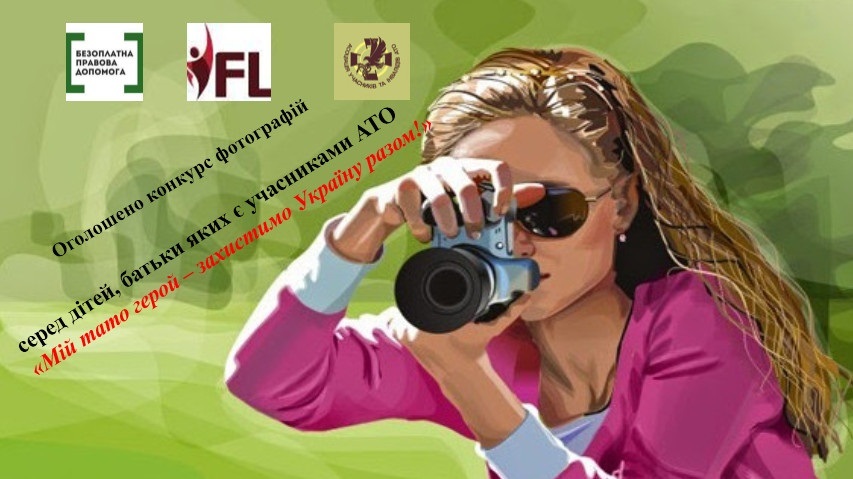 БЕЗОПЛАТНА
ПРАВОВА
ДОПОМОГА
FL
Оголошено конкурс фотографій
серед дітей, батьки яких є учасниками АТО
«Мій тато герой – захистимо Україну разом!»